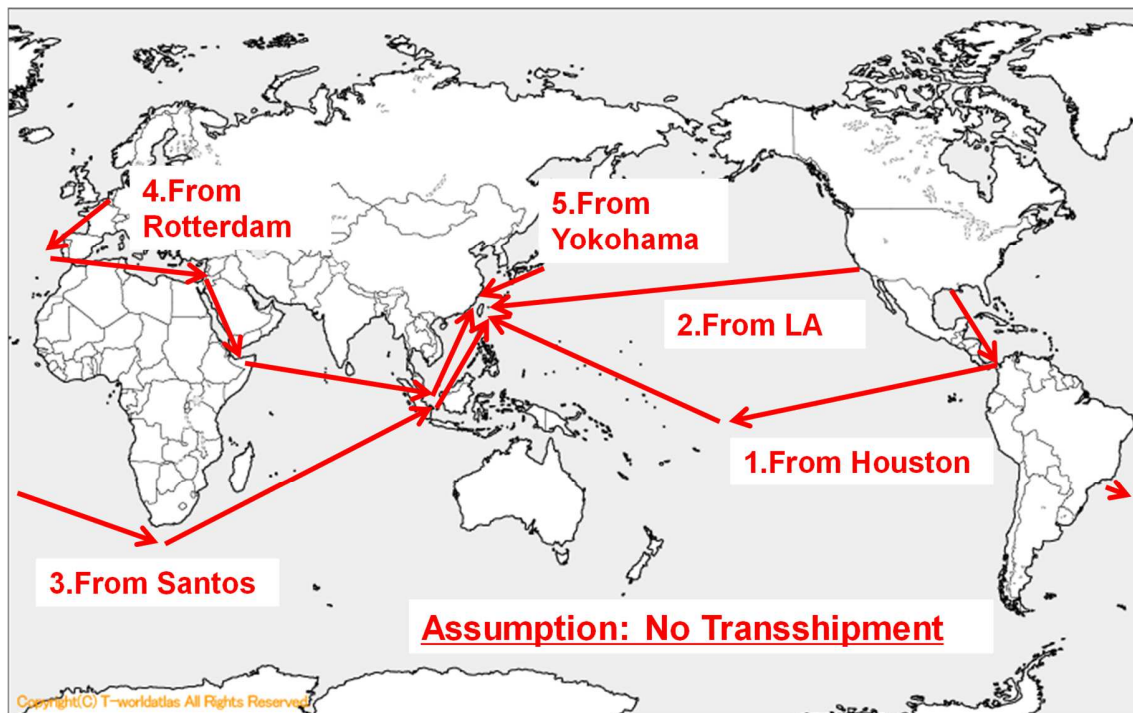 4.From
Rotterdam
5.From
Yokohama
2.From LA
1.From Houston
3.From Santos
Assumption: No Transshipment
Copyright(C) T-worldatlas All Rights Reserved